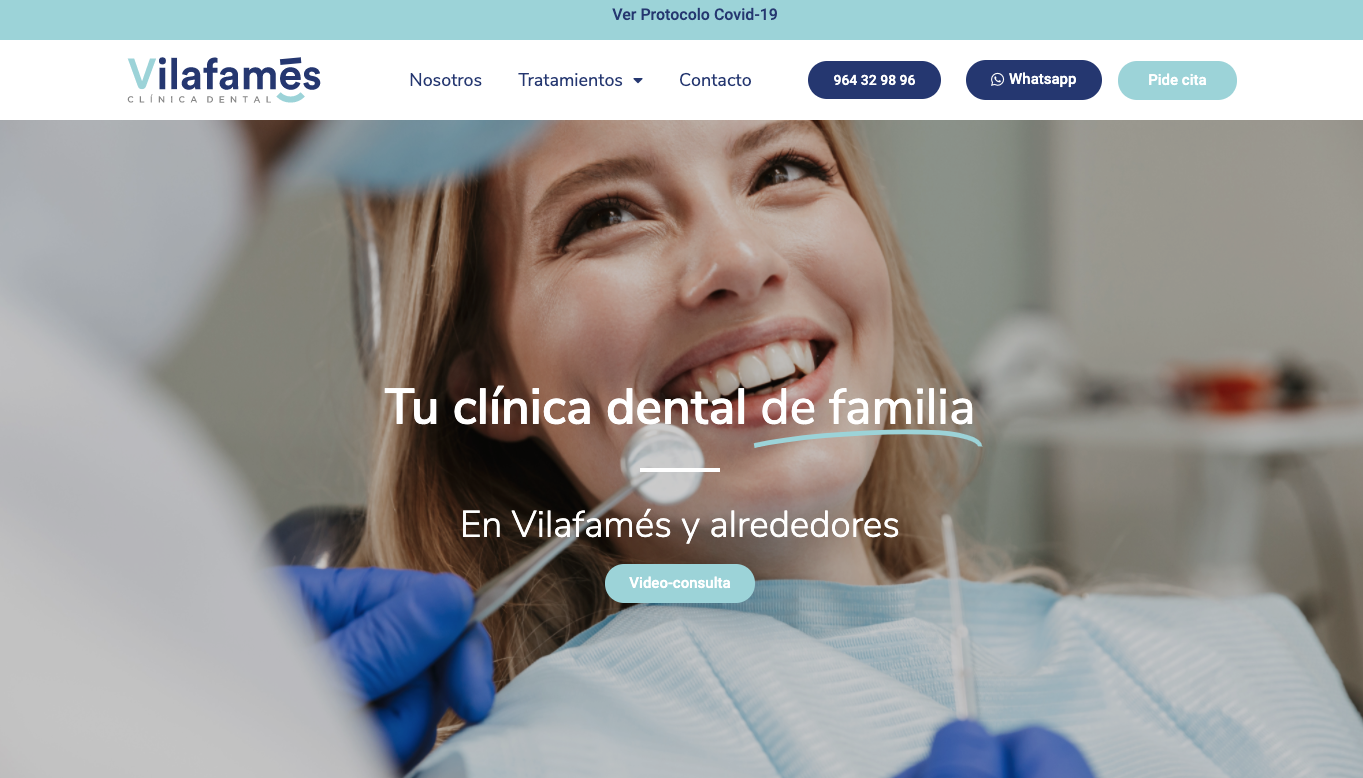 Ver Protocolo Covid-19
Vilafamés
CLÍNICA DENTAL
Nosotros
Tratamientos
Contacto
964 32 98 96
Whatsapp
Pide cita
Tu clínica dental de familia
En Vilafamés y alrededores
Video-consulta